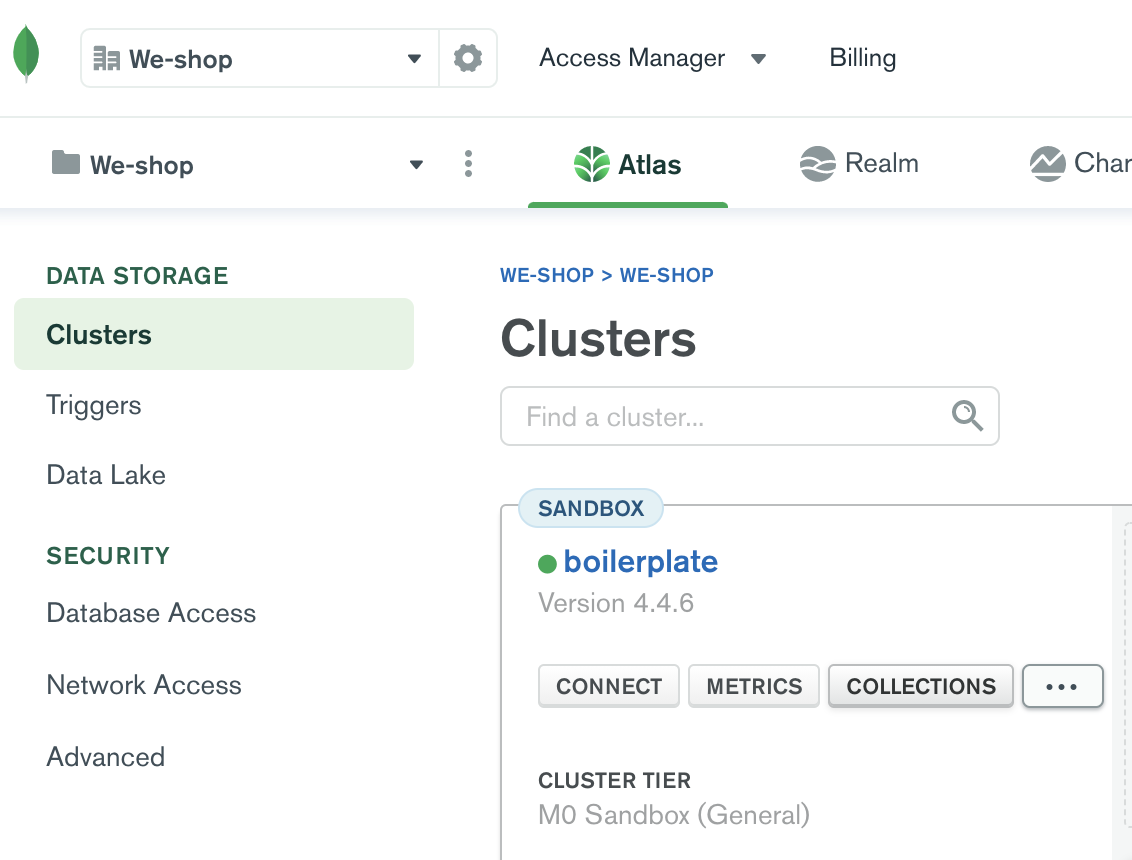 We-shop
Access Manager
Billing
We-shop
Atlas
Realm
Char
DATA STORAGE
Clusters
Triggers
Data Lake
SECURITY
Database Access
Network Access
Advanced
WE-SHOP > WE-SHOP
Clusters
Find a cluster...
SANDBOX
boilerplate
Version 4.4.6
CONNECT
METRICS
COLLECTIONS
...
CLUSTER TIER
M0 Sandbox (General)